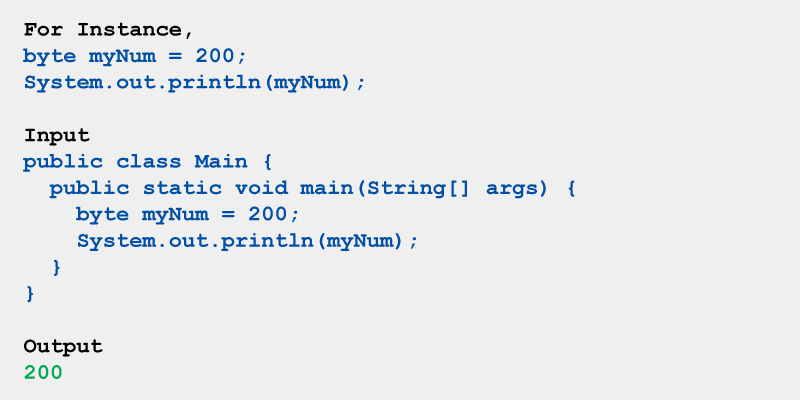 For Instance,
byte myNum = 200;
System.out.println(myNum);
Input
public class Main {
  public static void main(String[] args) {
    byte myNum = 200;
    System.out.println(myNum);
  }
}
Output
200